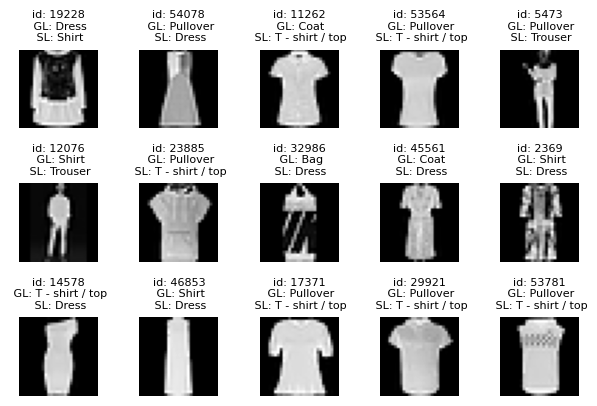 id: 19228
GL: Dress
SL: Shirt
id: 54078
GL: Pullover
SL: Dress
id: 11262
GL: Coat
SL: T - shirt / top
id: 53564
GL: Pullover
SL: T - shirt / top
id: 5473
GL: Pullover
SL: Trouser
id: 12076
GL: Shirt
SL: Trouser
id: 23885
GL: Pullover
SL: T - shirt / top
id: 32986
GL: Bag
SL: Dress
id: 45561
GL: Coat
SL: Dress
id: 2369
GL: Shirt
SL: Dress
id: 14578
GL: T - shirt / top
SL: Dress
id: 46853
GL: Shirt
SL: Dress
id: 17371
GL: Pullover
SL: T - shirt / top
id: 29921
GL: Pullover
SL: T - shirt / top
id: 53781
GL: Pullover
SL: T - shirt / top